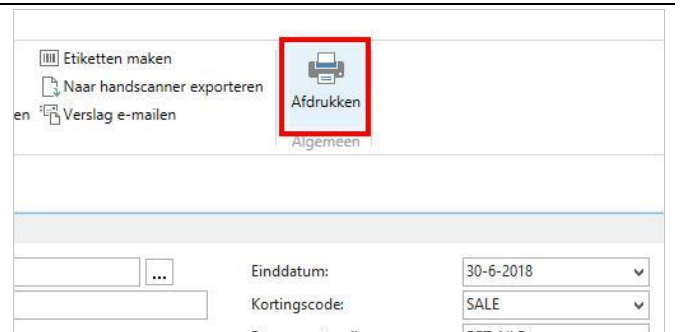 Etiketten maken
Naar handscanner exporteren
en Verslag e-mailen
Afdrukken
Algemeen
...
Einddatum: 30-6-2018
Kortingscode: SALE